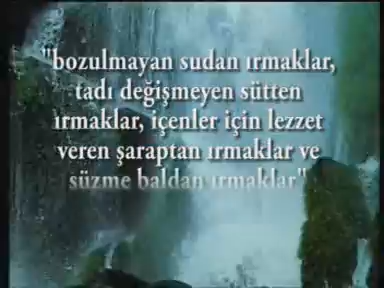 "bozulmayan sudan ırmaklar,
tadı değişmeyen sütten
ırmaklar, içenler için lezzet
veren şaraptan ırmaklar ve
süzme baldan ırmaklar"